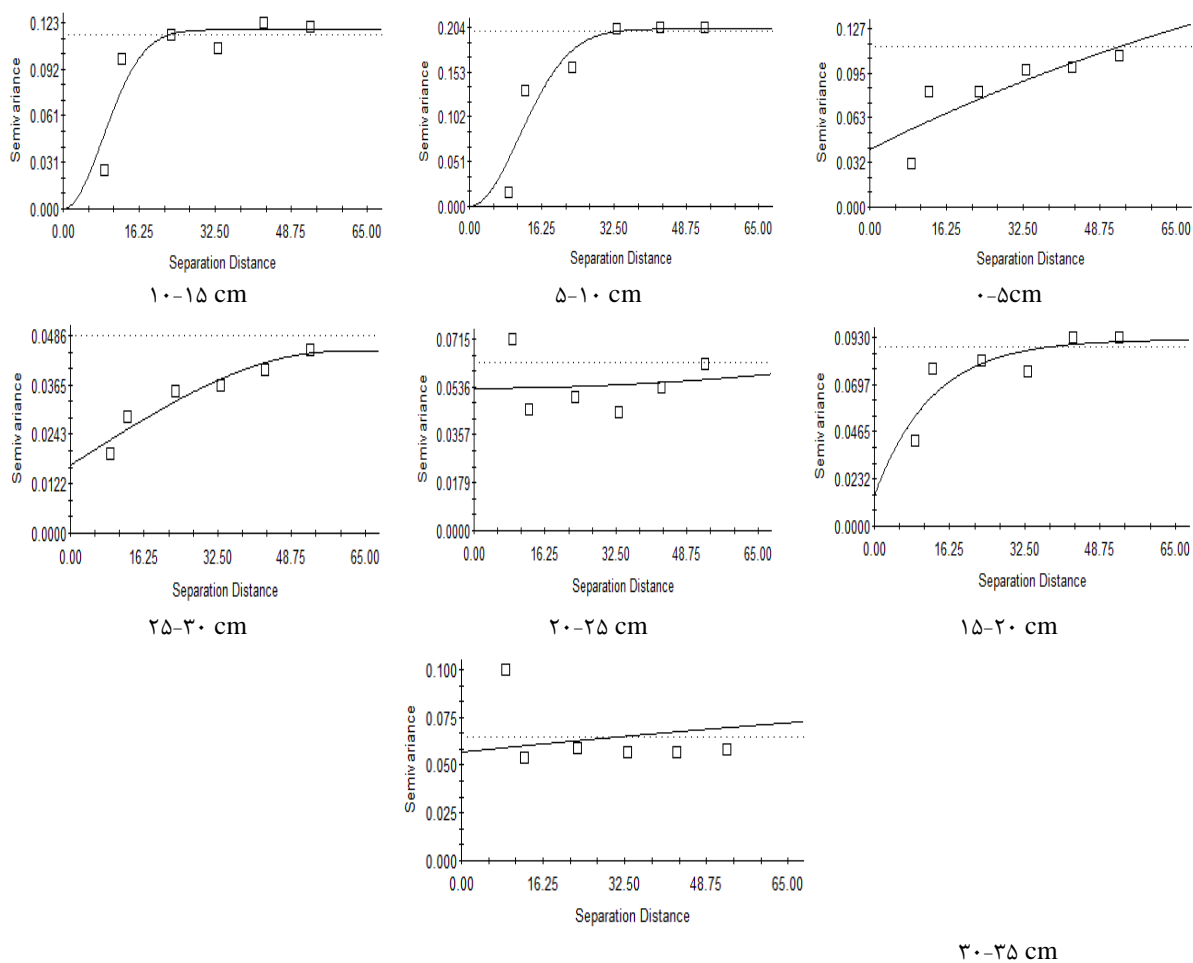 0.123
0.092
0.061
0.031
0.000
Semivariance
0.00 16.25 32.50 48.75 65.00
Separation Distance
۱۰-۱۵ cm
0.204
0.153
0.102
0.051
0.000
Semivariance
0.00 16.25 32.50 48.75 65.00
Separation Distance
۵-۱۰ cm
0.127
0.095
0.063
0.032
0.000
Semivariance
0.00 16.25 32.50 48.75 65.00
Separation Distance
۰-۵cm
0.0486
0.0365
0.0243
0.0122
0.0000
Semivariance
0.00 16.25 32.50 48.75 65.00
Separation Distance
۲۵-۳۰ cm
0.0715
0.0536
0.0357
0.0179
0.0000
Semivariance
0.00 16.25 32.50 48.75 65.00
Separation Distance
۲۰-۲۵ cm
0.0930
0.0697
0.0465
0.0232
0.0000
Semivariance
0.00 16.25 32.50 48.75 65.00
Separation Distance
۱۵-۲۰ cm
0.100
0.075
0.050
0.025
0.000
Semivariance
0.00 16.25 32.50 48.75 65.00
Separation Distance
۳۰-۳۵ cm